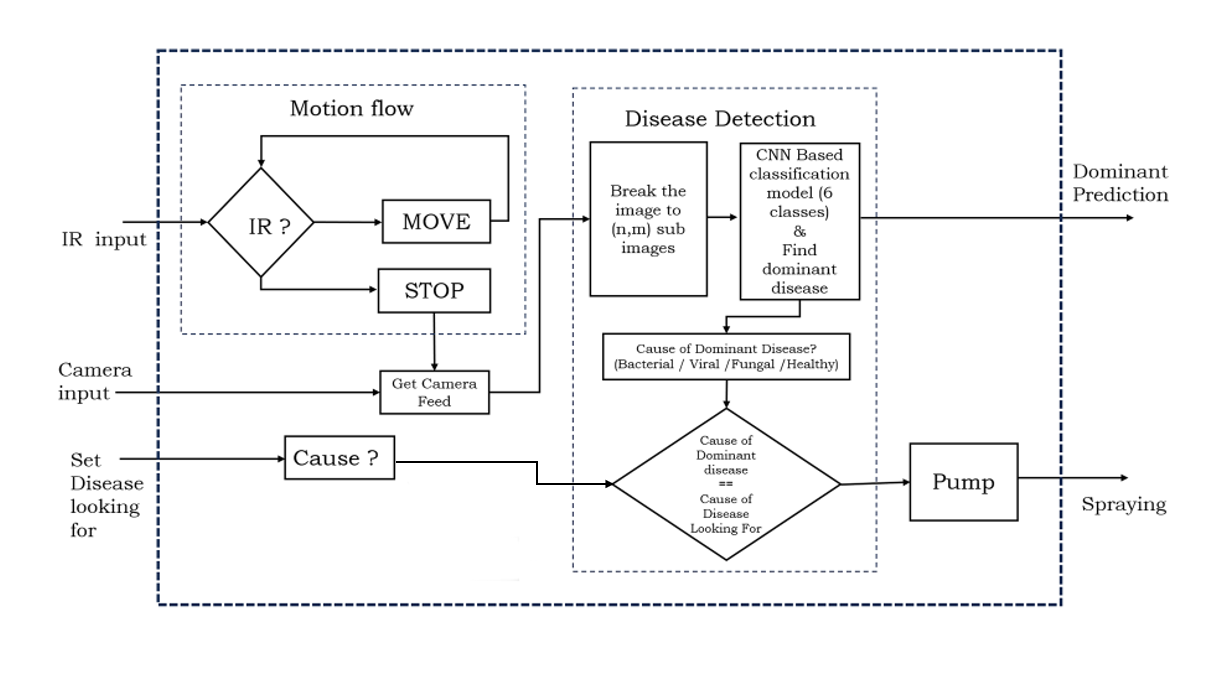 Motion flow
IR ?
MOVE
STOP
IR  input
Camera
input
Get Camera
Feed
Set
Disease
looking
for
Cause ?
Disease Detection
Break the
image to
(n,m) sub
images
CNN Based
classification
model (6
classes)
&
Find
dominant
disease
Cause of Dominant Disease?
(Bacterial / Viral /Fungal /Healthy)
Cause of
Dominant
disease
==
Cause of
Disease
Looking For
Pump
Dominant
Prediction
Spraying